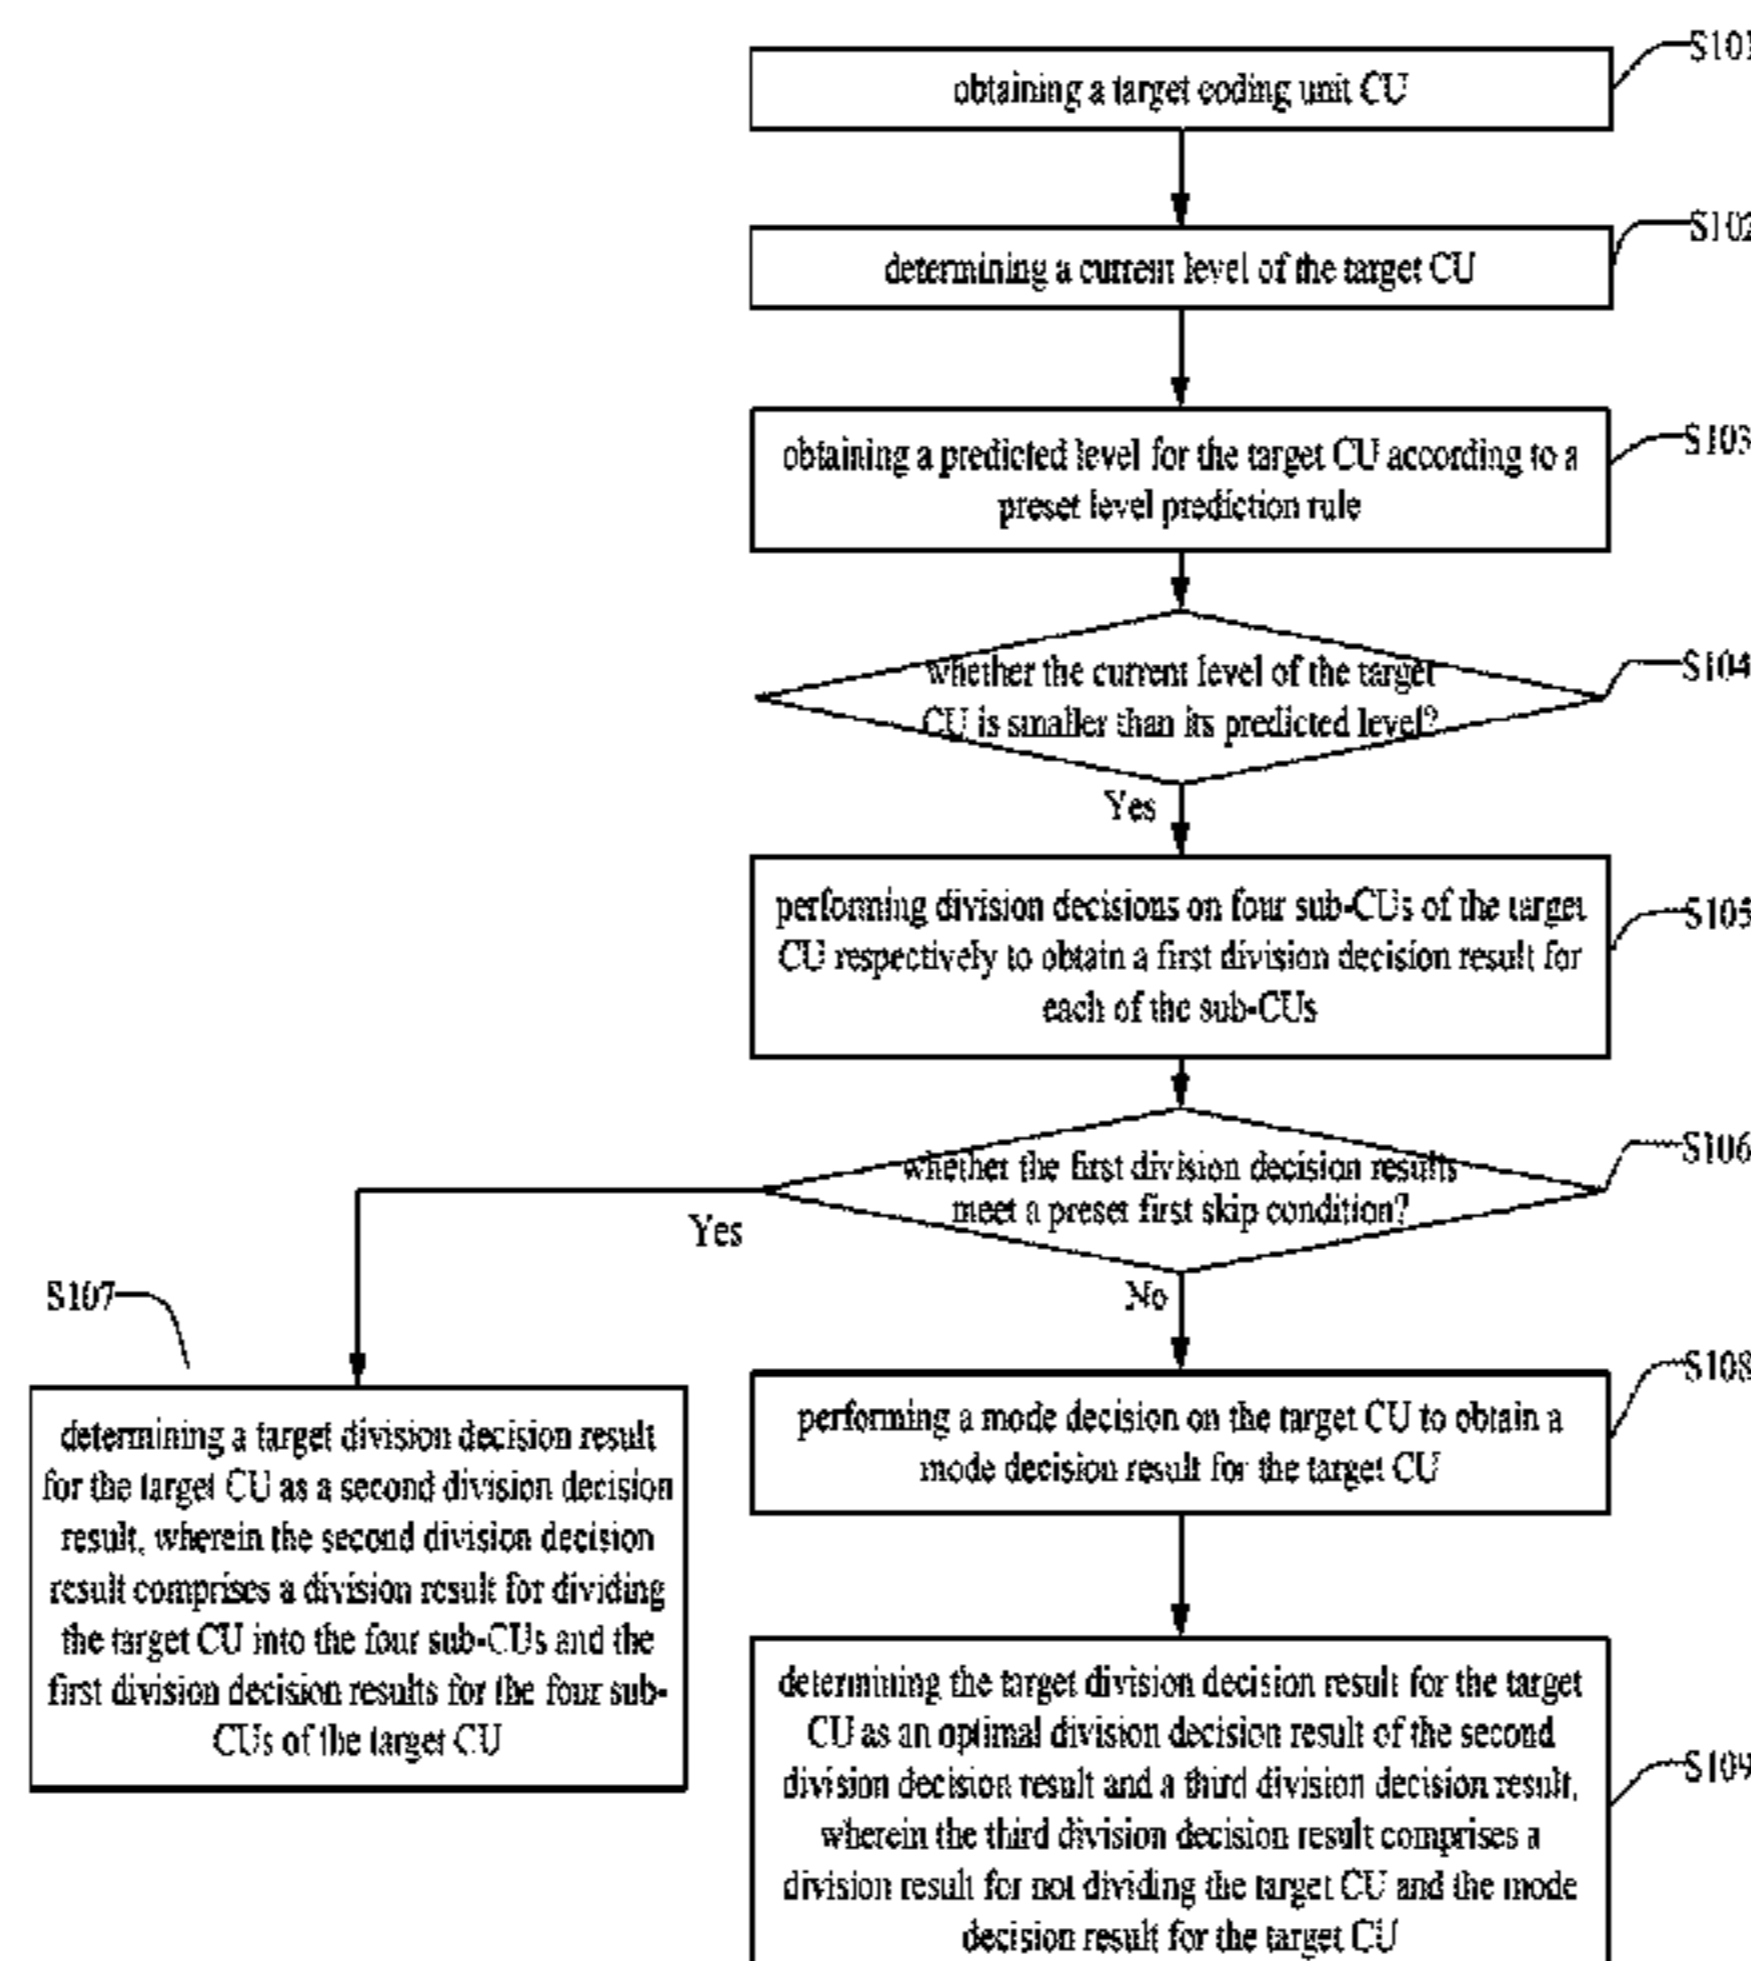 S101
obtaining a target coding unit CU
S102
determining a current level of the target CU
S103
obtaining a predicted level for the target CU according to a
preset level prediction rule
S104
whether the current level of the target
CU is smaller than its predicted level?
Yes
S105
performing division decisions on four sub-CUs of the target
CU respectively to obtain a first division decision result for
each of the sub-CUs
S106
whether the first division decision results
meet a preset first skip condition?
Yes
No
S107
determining a target division decision result
for the target CU as a second division decision
result, wherein the second division decision
result comprises a division result for dividing
the target CU into the four sub-CUs and the
first division decision results for the four sub-
CUs of the target CU
S108
performing a mode decision on the target CU to obtain a
mode decision result for the target CU
S109
determining the target division decision result for the target
CU as an optimal division decision result of the second
division decision result and a third division decision result,
wherein the third division decision result comprises a
division result for not dividing the target CU and the mode
decision result for the target CU